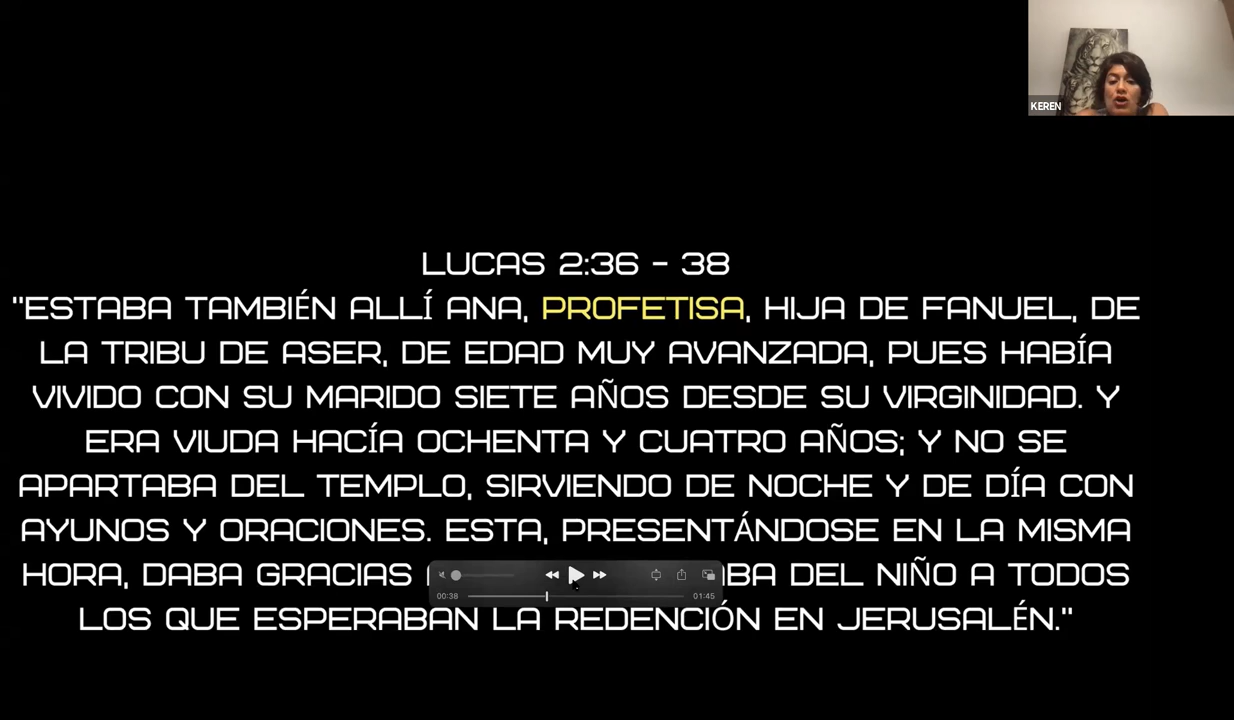 KEREN
LUCAS 2:36 - 38
"ESTABA TAMBIÉN ALLÍ ANA, PROFETISA, HIJA DE FANUEL, DE
LA TRIBU DE ASER, DE EDAD MUY AVANZADA, PUES HABÍA
VIVIDO CON SU MARIDO SIETE AÑOS DESDE SU VIRGINIDAD. Y
ERA VIUDA HACÍA OCHENTA Y CUATRO AÑOS; Y NO SE
APARTABA DEL TEMPLO, SIRVIENDO DE NOCHE Y DE DÍA CON
AYUNOS Y ORACIONES. ESTA, PRESENTÁNDOSE EN LA MISMA
HORA, DABA GRACIAS ABA DEL NIÑO A TODOS
00:38 01:45
LOS QUE ESPERABAN LA REDENCIÓN EN JERUSALÉN."